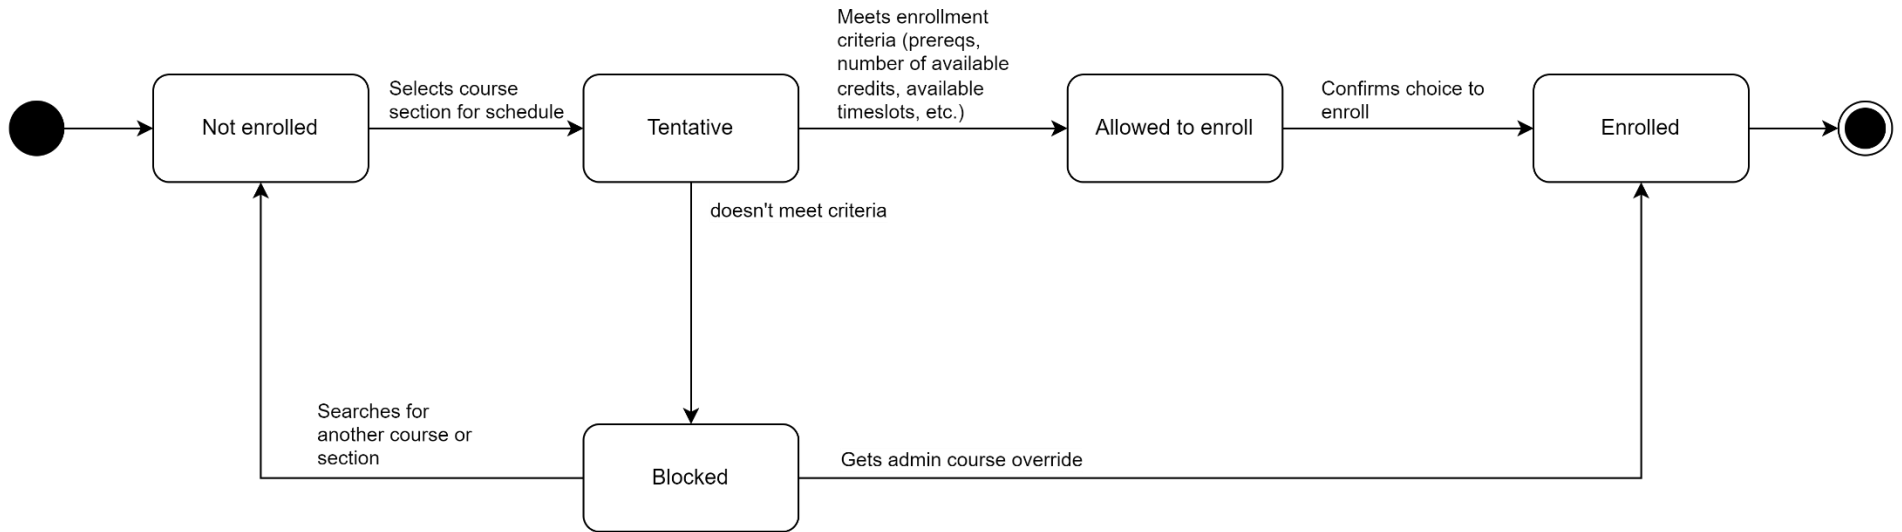 Meets enrollment
criteria (prereqs,
number of available
credits, available
timeslots, etc.)
Selects course
section for schedule
Confirms choice to
enroll
Not enrolled
Tentative
Allowed to enroll
Enrolled
doesn't meet criteria
Searches for
another course or
section
Gets admin course override
Blocked